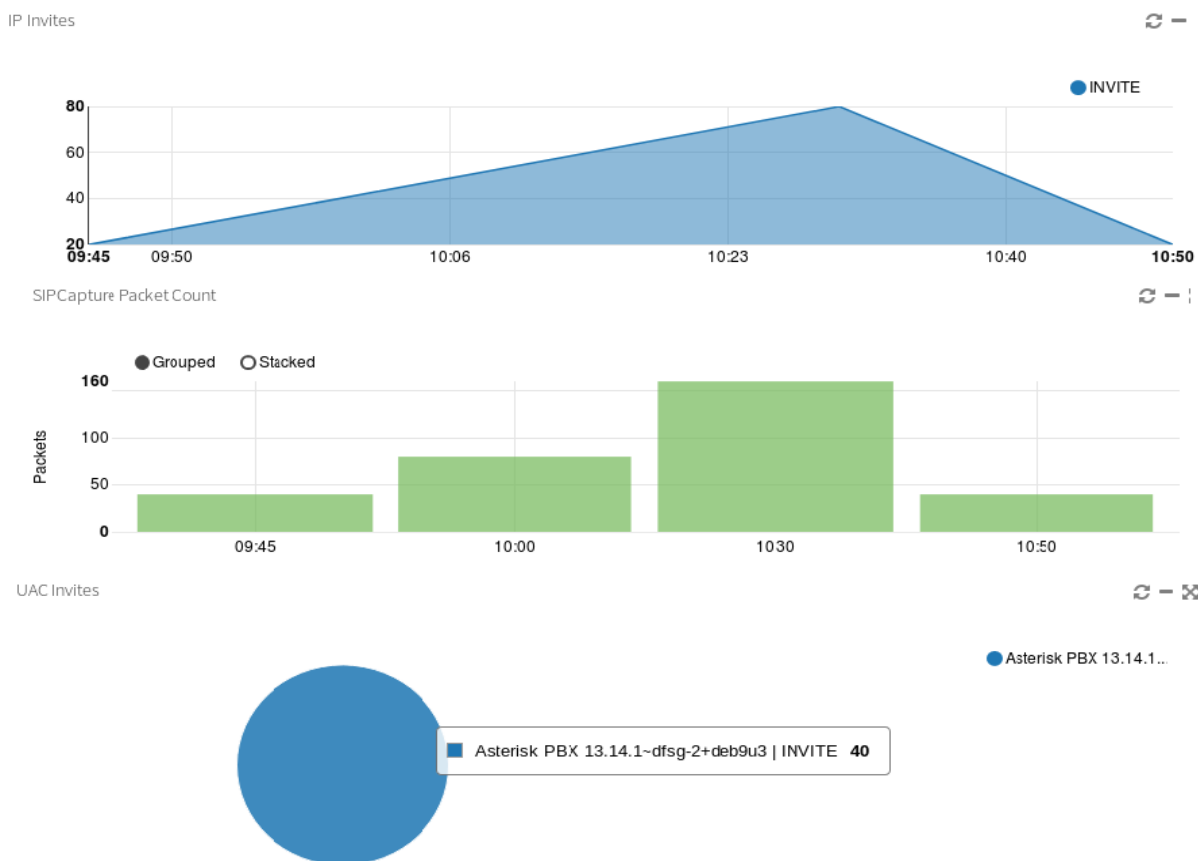 IP Invites
INVITE
80
60
40
20
09:45 09:50 10:06 10:23 10:40 10:50
SIPCapture Packet Count
Grouped Stacked
160
100
50
0
Packets
09:45 10:00 1030 10:50
UAC Invites
Asterisk PBX 13.14.1...
Asterisk PBX 13.14.1~dfsg-2+deb9u3 | INVITE 40